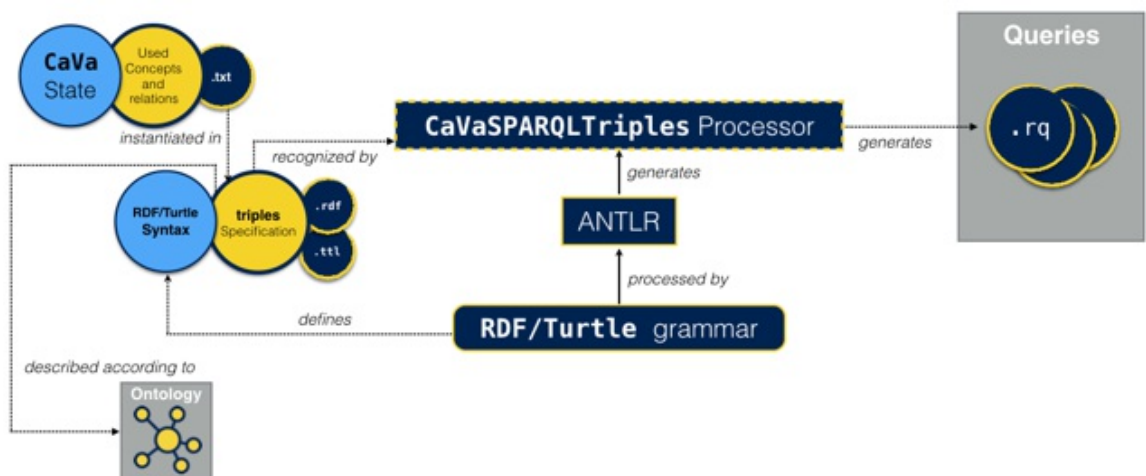 Queries
CaVa
State
Used
Concepts
and
relations
.txt
instantiated in
CaVaSPARQLTriples Processor
generates
.rq
recognized by
generates
RDF/Turtle
Syntax
triples
Specification
.rdf
.ttl
ANTLR
processed by
defines
RDF/Turtle grammar
described according to
Ontology